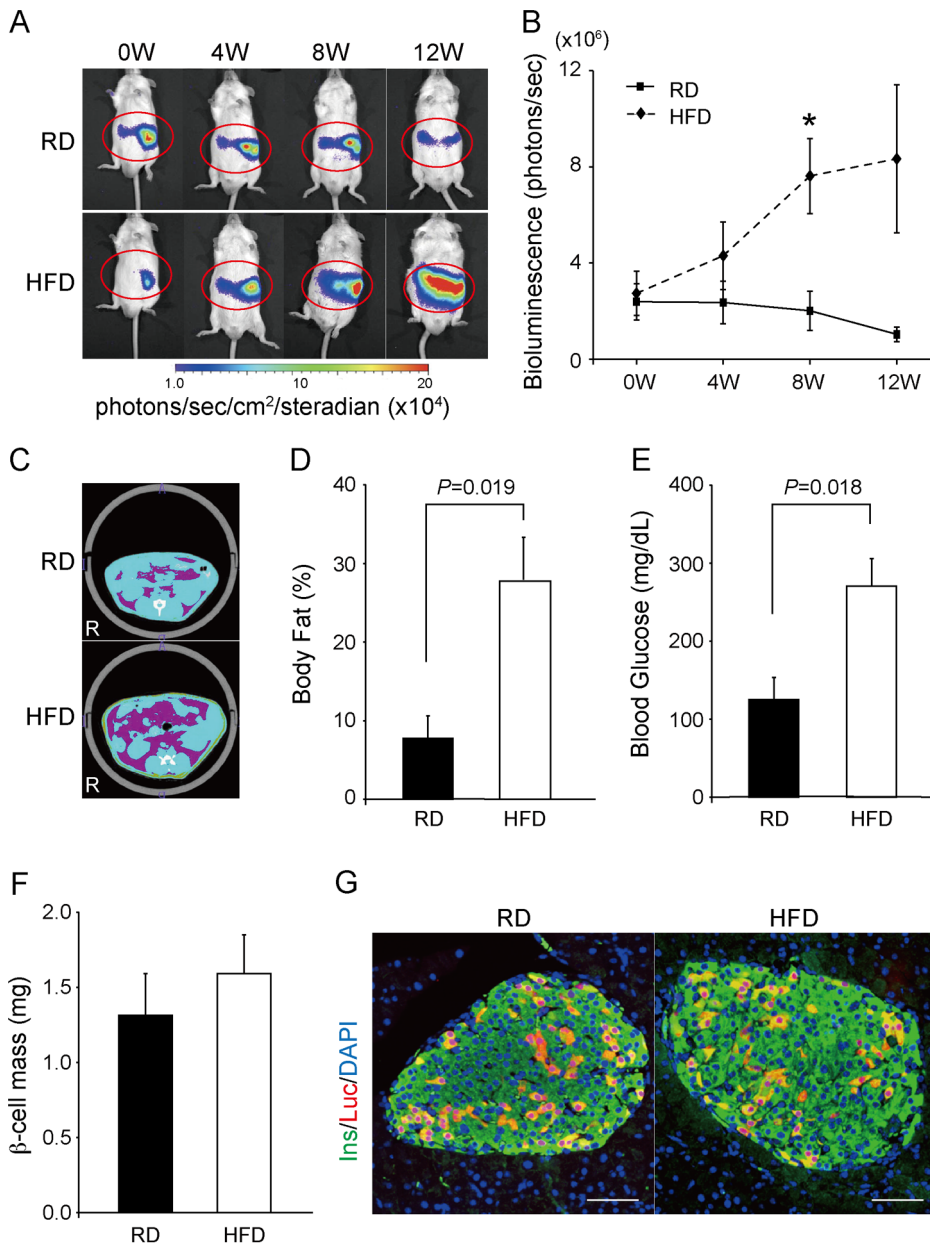 A
0W 4W 8W 12W
RD
HFD
1.0 10 20
photons/sec/cm²/steradian (x10⁴)
B
(x10⁶)
Bioluminescence (photons/sec)
12
8
4
0
RD
HFD
*
0W 4W 8W 12W
C
RD
R
HFD
R
D
Body Fat (%)
40
30
20
10
0
P=0.019
RD HFD
E
Blood Glucose (mg/dL)
400
300
200
100
0
P=0.018
RD HFD
F
β-cell mass (mg)
2.0
1.5
1.0
0.5
0.0
RD HFD
G
RD HFD
Ins/Luc/DAPI